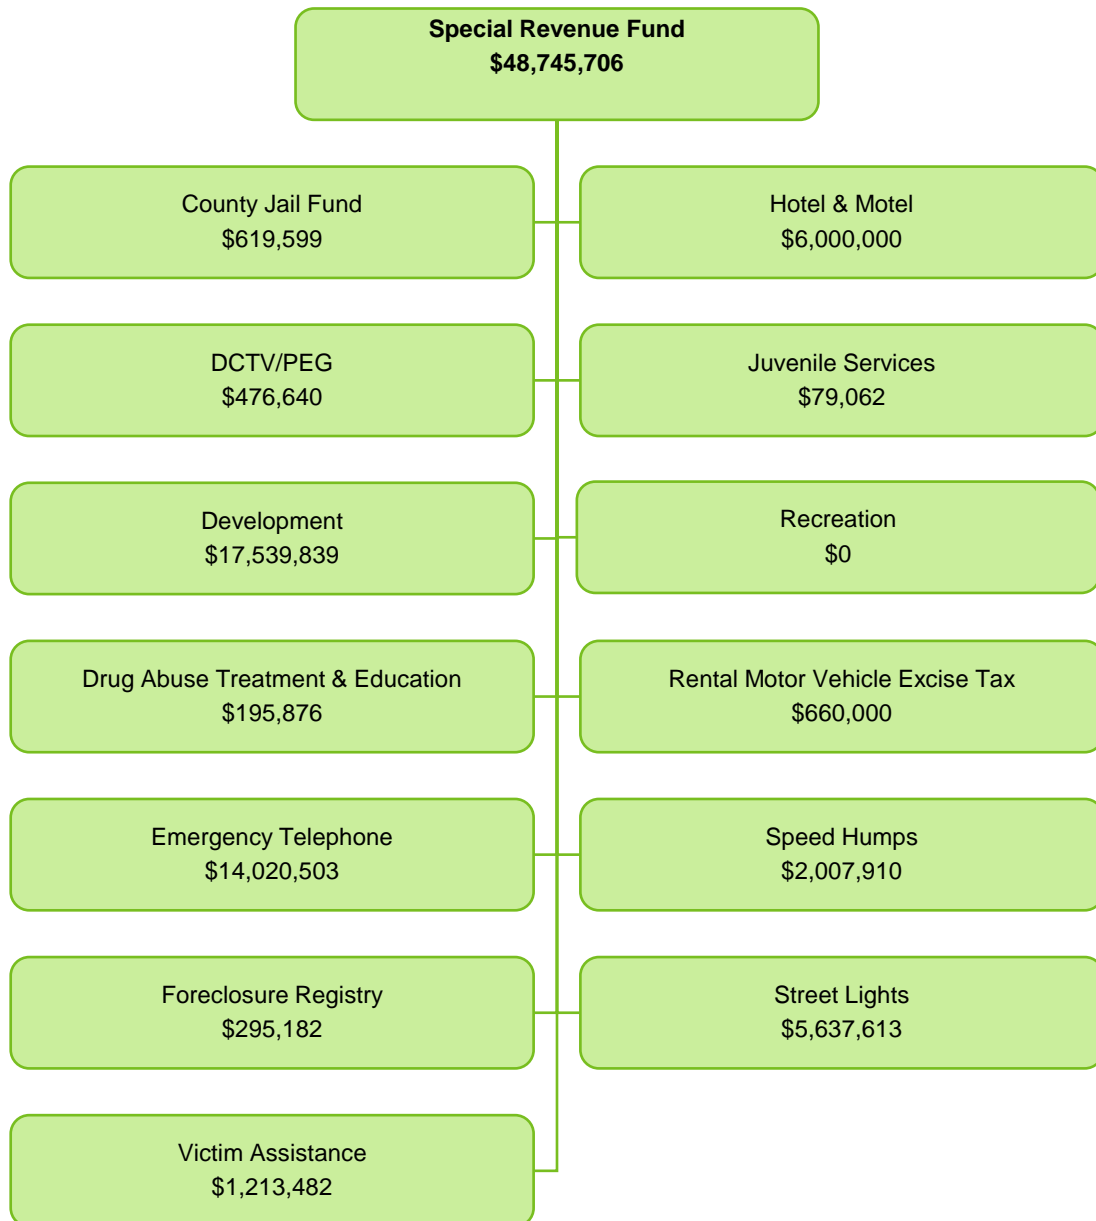 Special Revenue Fund
$48,745,706
County Jail Fund
$619,599
Hotel & Motel
$6,000,000
DCTV/PEG
$476,640
Juvenile Services
$79,062
Development
$17,539,839
Recreation
$0
Drug Abuse Treatment & Education
$195,876
Rental Motor Vehicle Excise Tax
$660,000
Emergency Telephone
$14,020,503
Speed Humps
$2,007,910
Foreclosure Registry
$295,182
Street Lights
$5,637,613
Victim Assistance
$1,213,482